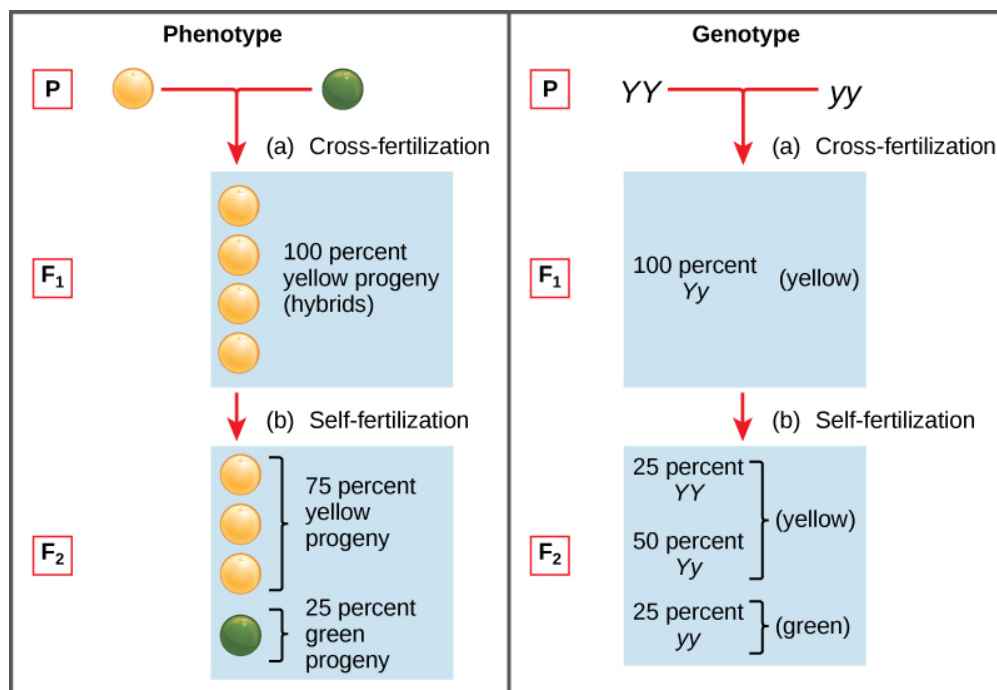 Phenotype
P
(a) Cross-fertilization
F₁
100 percent
yellow progeny
(hybrids)
(b) Self-fertilization
F₂
75 percent
yellow
progeny
25 percent
green
progeny
Genotype
P
YY
yy
(a) Cross-fertilization
100 percent
Yy
(yellow)
F₁
(b) Self-fertilization
F₂
25 percent
YY
50 percent
Yy
(yellow)
25 percent
yy
(green)